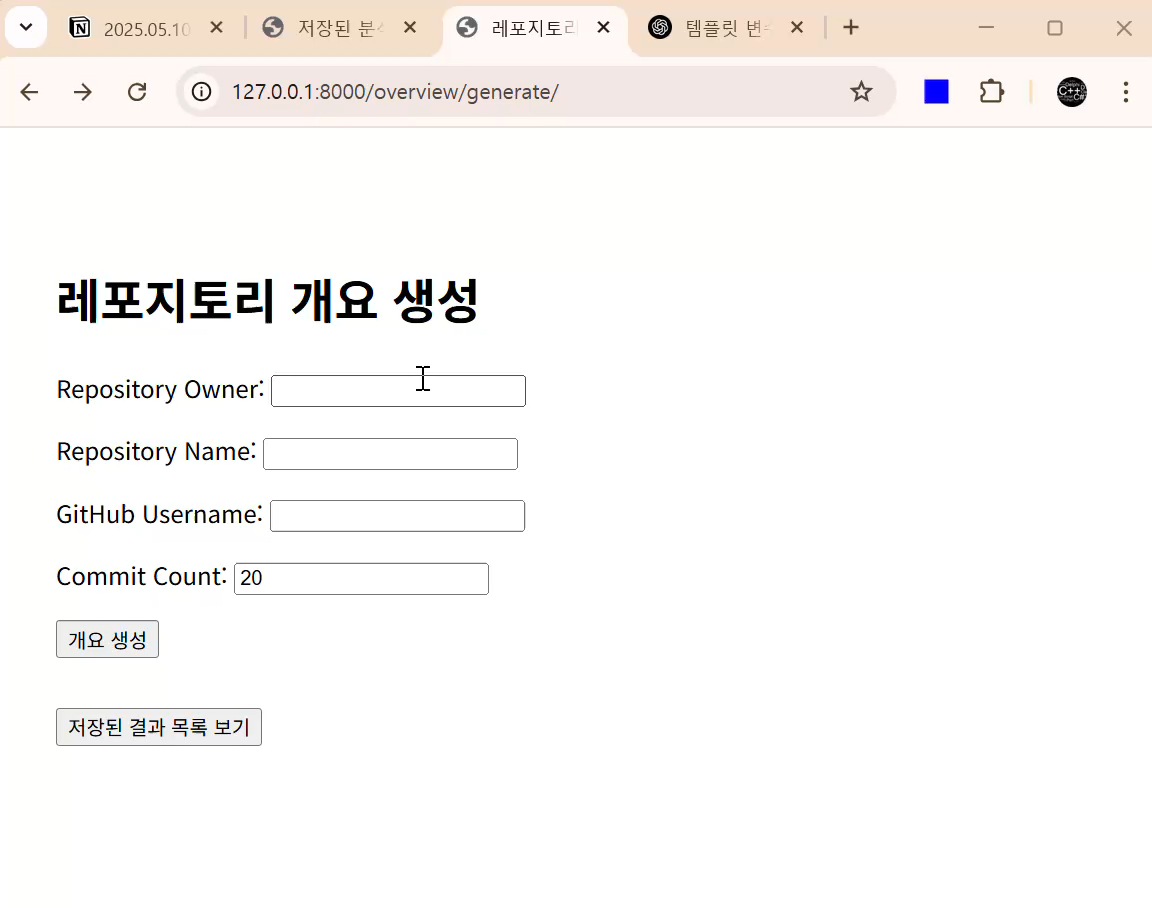 2025.05.10
저장된 분석
레포지토리
템플릿 변
127.0.0.1:8000/overview/generate/
레포지토리 개요 생성
Repository Owner:
Repository Name:
GitHub Username:
Commit Count: 20
개요 생성
저장된 결과 목록 보기